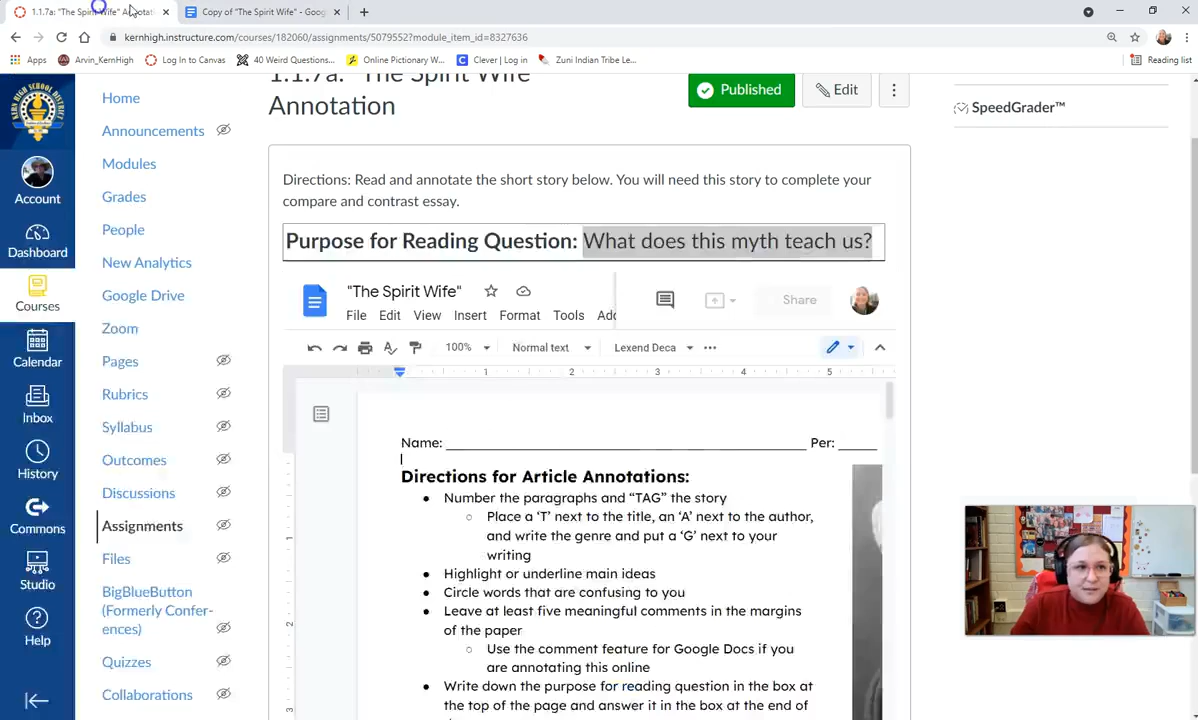 1.1.7a: "The Spirit Wife" Annotat
Copy of "The Spirit Wife" - Goog
kernhigh.instructure.com/courses/182060/assignments/5079552?module_item_id=8327636
Apps
Arvin_KernHigh
Log In to Canvas
40 Weird Questions...
Online Pictionary W...
Clever | Log in
Zuni Indian Tribe Le...
Reading list
Account
Dashboard
Courses
Calendar
Inbox
History
Commons
Studio
Help
Home
Announcements
Modules
Grades
People
New Analytics
Google Drive
Zoom
Pages
Rubrics
Syllabus
Outcomes
Discussions
Assignments
Files
BigBlueButton
(Formerly Confer-
ences)
Quizzes
Collaborations
1.1.7a: "The Spirit Wife"
Annotation
Published
Edit
SpeedGrader™
Directions: Read and annotate the short story below. You will need this story to complete your
compare and contrast essay.
Purpose for Reading Question: What does this myth teach us?
"The Spirit Wife"
File Edit View Insert Format Tools Add
Share
100% Normal text Lexend Deca
1 2 3 4 5
1
2
3
Name: Per:
Directions for Article Annotations:
Number the paragraphs and "TAG" the story
Place a 'T' next to the title, an 'A' next to the author,
and write the genre and put a 'G' next to your
writing
Highlight or underline main ideas
Circle words that are confusing to you
Leave at least five meaningful comments in the margins
of the paper
Use the comment feature for Google Docs if you
are annotating this online
Write down the purpose for reading question in the box at
the top of the page and answer it in the box at the end of